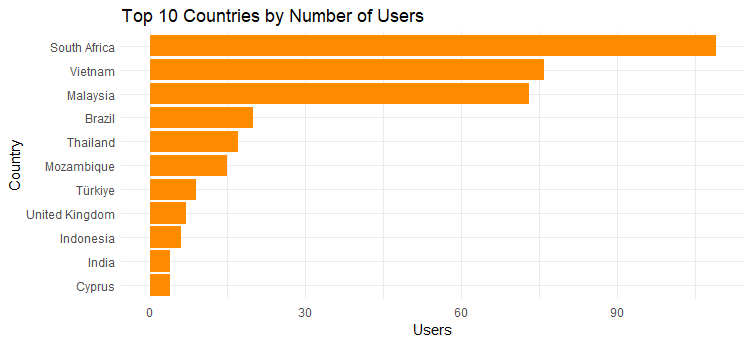 Top 10 Countries by Number of Users
Country
South Africa
Vietnam
Malaysia
Brazil
Thailand
Mozambique
Türkiye
United Kingdom
Indonesia
India
Cyprus
0 30 60 90
Users